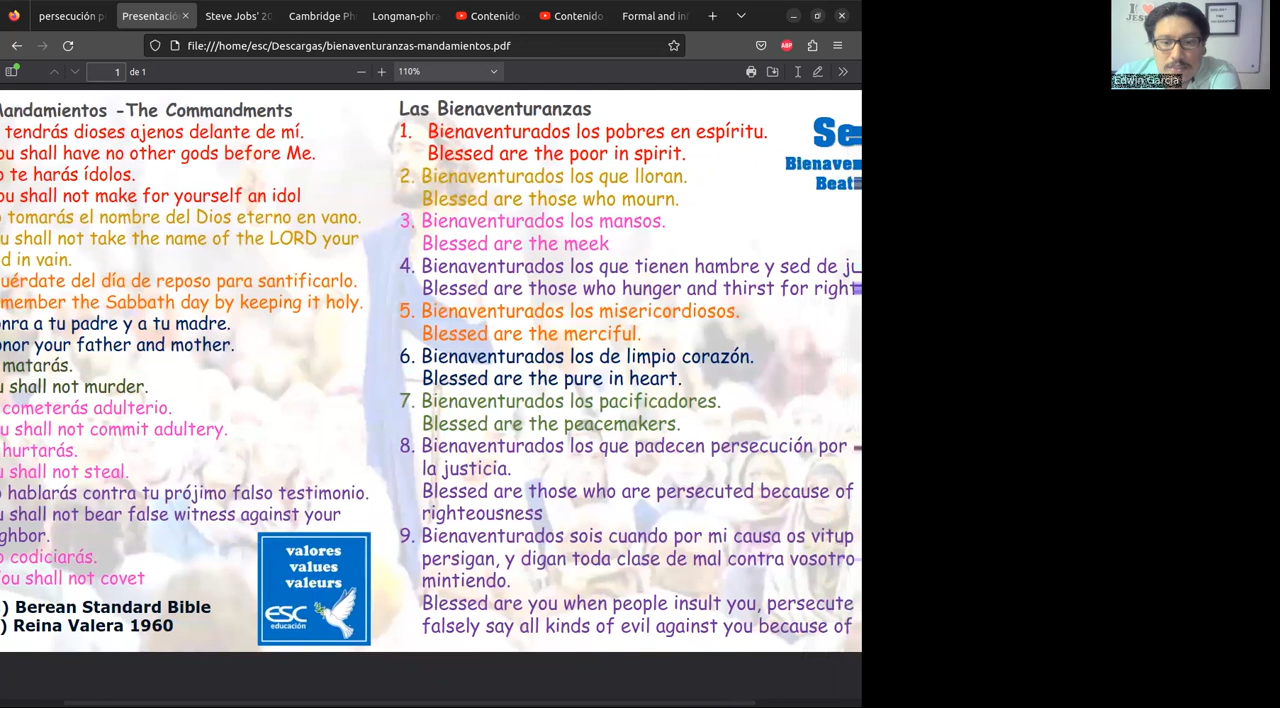 persecución p
Presentació
Steve Jobs' 20
Cambridge Ph
Longman-phra
Contenido
Contenido
Formal and in
file:///home/esc/Descargas/bienaventuranzas-mandamientos.pdf
ABP
1 de 1
110%
Mandamientos -The Commandments
tendrás dioses ajenos delante de mí.
ou shall have no other gods before Me.
o te harás ídolos.
ou shall not make for yourself an idol
o tomarás el nombre del Dios eterno en vano.
u shall not take the name of the LORD your
d in vain.
uérdate del día de reposo para santificarlo.
member the Sabbath day by keeping it holy.
onra a tu padre y a tu madre.
onor your father and mother.
matarás.
u shall not murder.
cometerás adulterio.
u shall not commit adultery.
hurtarás.
u shall not steal.
o hablarás contra tu prójimo falso testimonio.
u shall not bear false witness against your
ghbor.
o codiciarás.
You shall not covet
) Berean Standard Bible
) Reina Valera 1960
valores
values
valeurs
esc
educación
Las Bienaventuranzas
1. Bienaventurados los pobres en espíritu.
Blessed are the poor in spirit.
2. Bienaventurados los que lloran.
Blessed are those who mourn.
3. Bienaventurados los mansos.
Blessed are the meek
4. Bienaventurados los que tienen hambre y sed de ju
Blessed are those who hunger and thirst for right
5. Bienaventurados los misericordiosos.
Blessed are the merciful.
6. Bienaventurados los de limpio corazón.
Blessed are the pure in heart.
7. Bienaventurados los pacificadores.
Blessed are the peacemakers.
8. Bienaventurados los que padecen persecución por
la justicia.
Blessed are those who are persecuted because of
righteousness
9. Bienaventurados sois cuando por mi causa os vitup
persigan, y digan toda clase de mal contra vosotro
mintiendo.
Blessed are you when people insult you, persecute
falsely say all kinds of evil against you because of
Se
Bienaven
Beat
I
JESU
Edwin Garcia